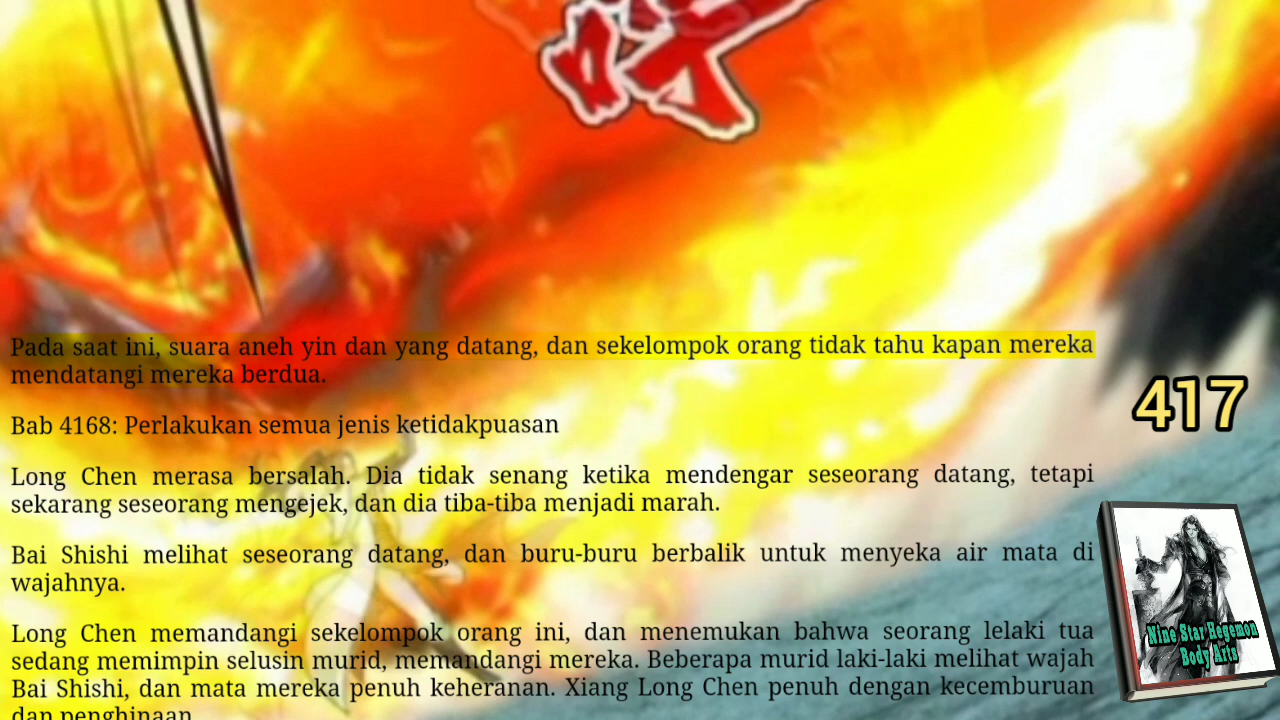 Pada saat ini, suara aneh yin dan yang datang, dan sekelompok orang tidak tahu kapan mereka
mendatangi mereka berdua.
Bab 4168: Perlakukan semua jenis ketidakpuasan
Long Chen merasa bersalah. Dia tidak senang ketika mendengar seseorang datang, tetapi
sekarang seseorang mengejek, dan dia tiba-tiba menjadi marah.
Bai Shishi melihat seseorang datang, dan buru-buru berbalik untuk menyeka air mata di
wajahnya.
Long Chen memandangi sekelompok orang ini, dan menemukan bahwa seorang lelaki tua
sedang memimpin selusin murid, memandangi mereka. Beberapa murid laki-laki melihat wajah
Bai Shishi, dan mata mereka penuh keheranan. Xiang Long Chen penuh dengan kecemburuan
dan penghinaan
417
Nine Star Hegemon
Body Arts